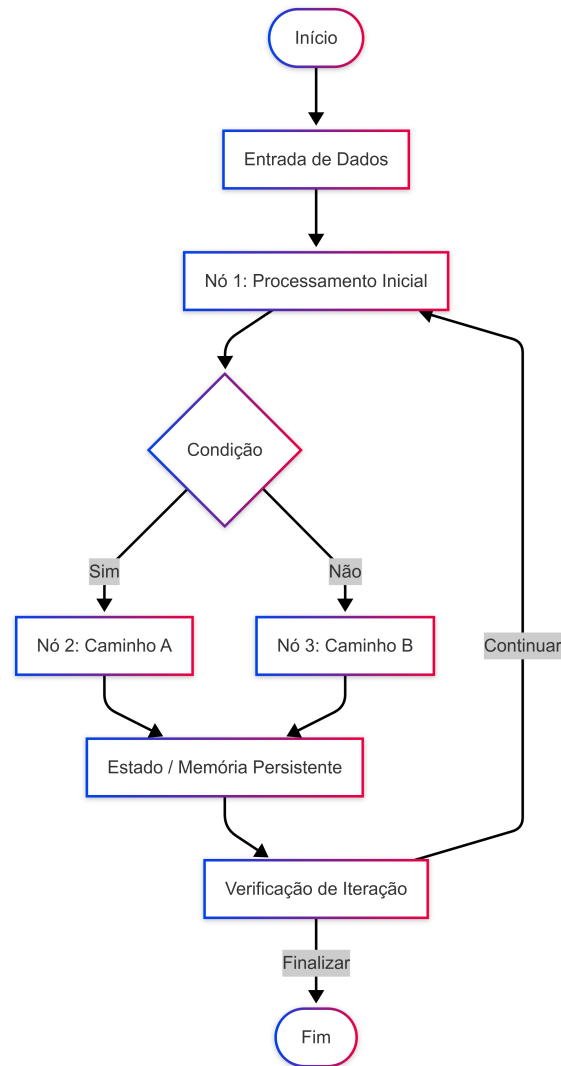 Início
Entrada de Dados
Nó 1: Processamento Inicial
Condição
Sim
Não
Nó 2: Caminho A
Nó 3: Caminho B
Continuar
Estado / Memória Persistente
Verificação de Iteração
Finalizar
Fim